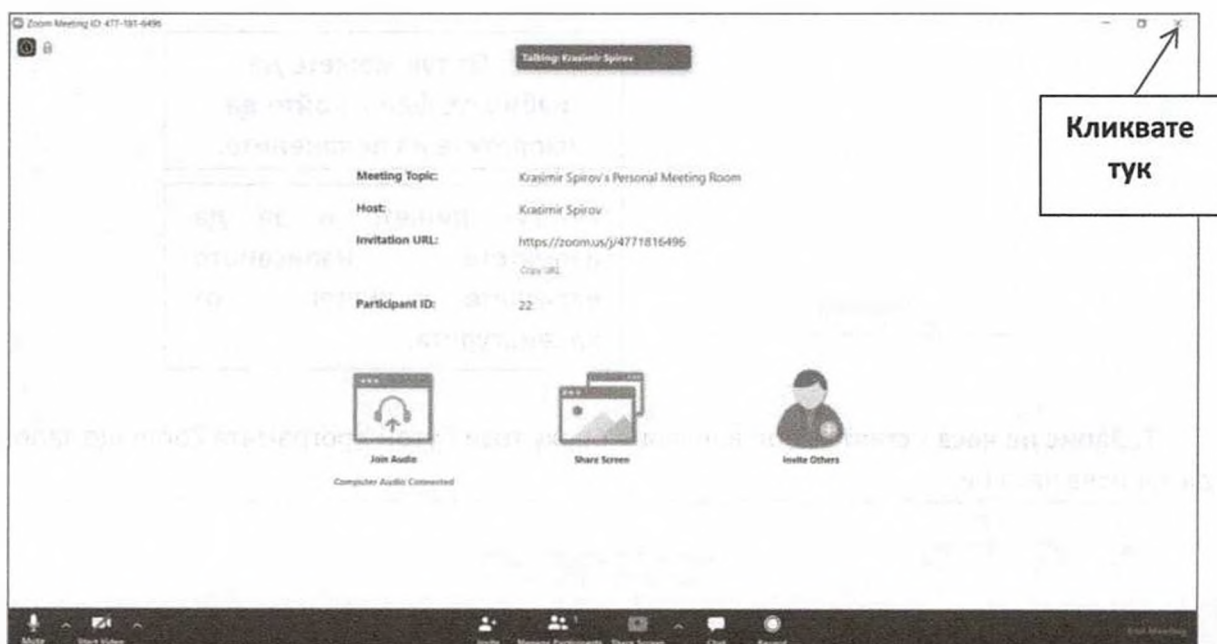 Zoom Meeting ID: 477-181-6496
Talking: Krasimir Spirov
Кликвате
тук
Meeting Topic: Krasimir Spirov's Personal Meeting Room
Host: Krasimir Spirov
Invitation URL: https://zoom.us/j/4771816496
Copy URL
Participant ID: 22
Join Audio Share Screen Invite Others
Computer Audio Connected
Mute Start Video Invite Manage Participants Share Screen Chat Record End Meeting